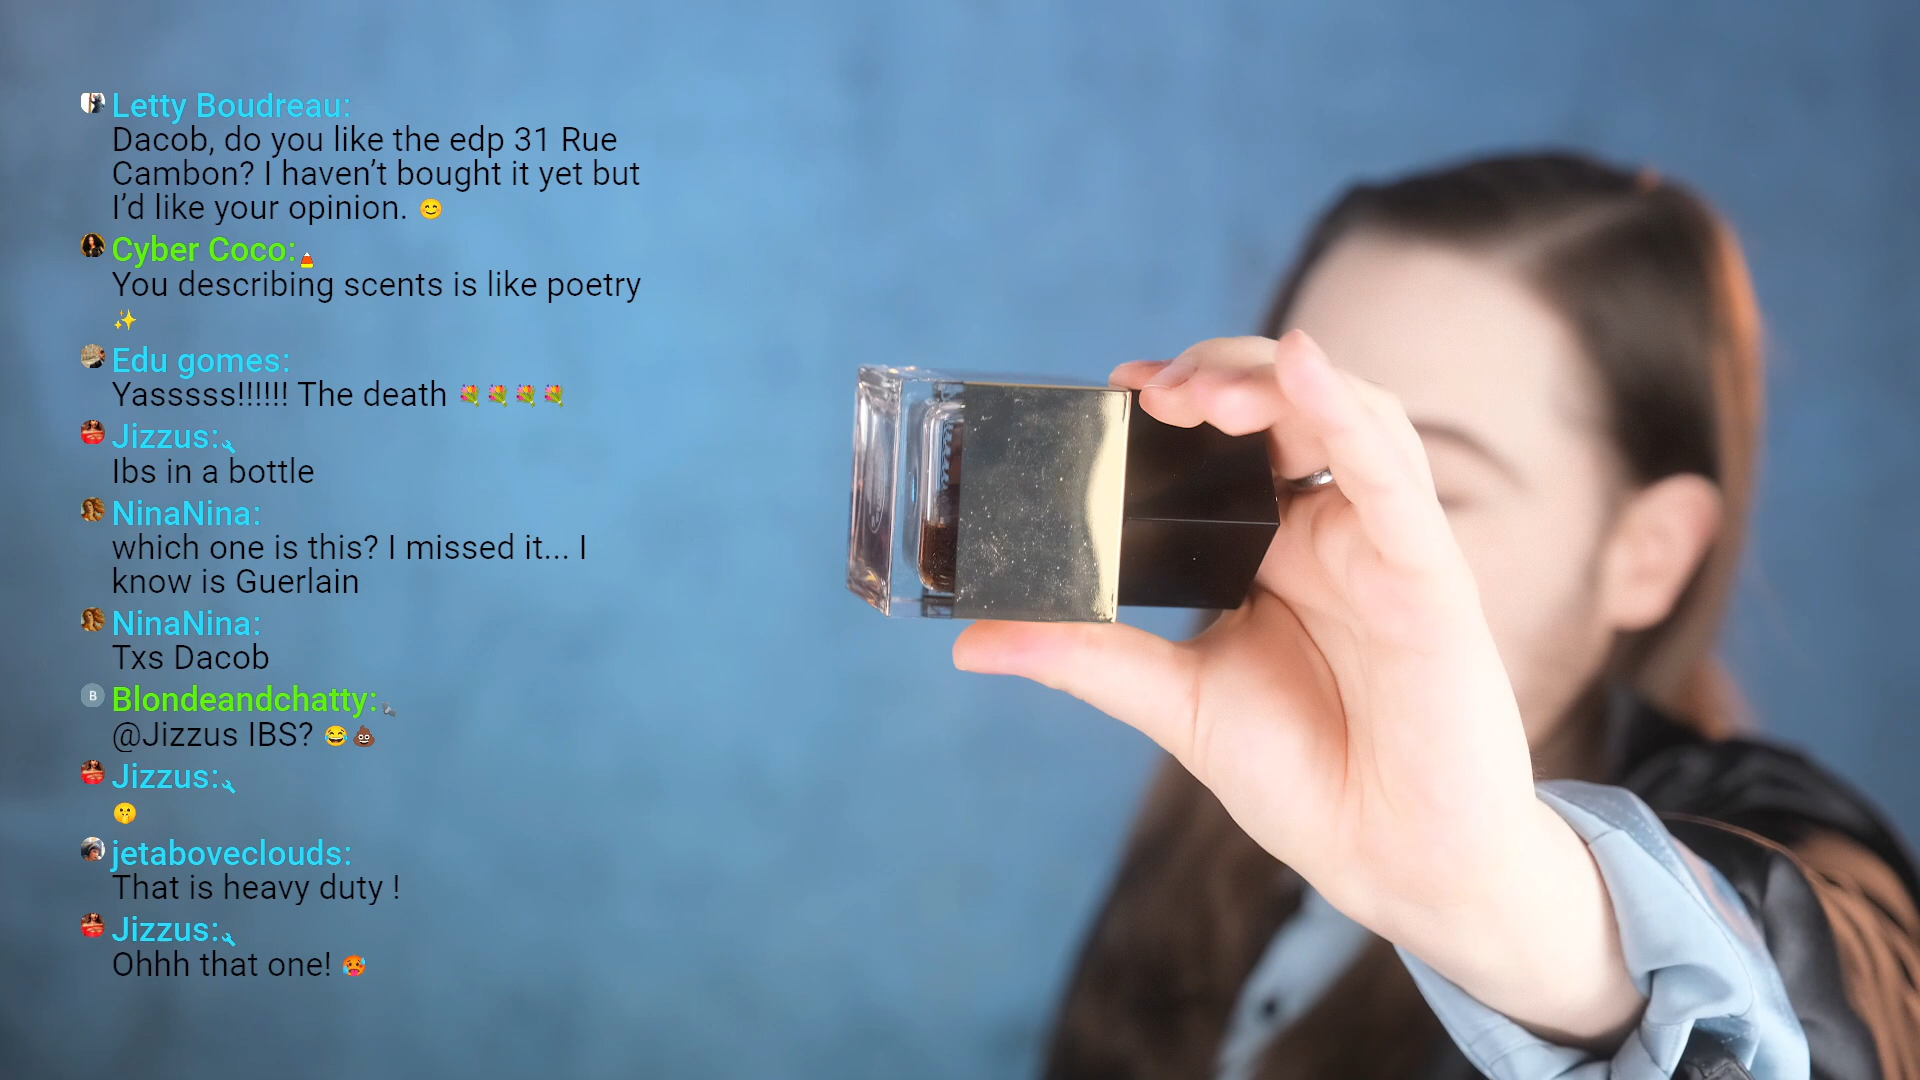 Letty Boudreau:
Dacob, do you like the edp 31 Rue
Cambon? I haven’t bought it yet but
I’d like your opinion. 😊
Cyber Coco:
You describing scents is like poetry
✨
Edu gomes:
Yasssss!!!!!! The death 💐💐💐💐
Jizzus:
Ibs in a bottle
NinaNina:
which one is this? I missed it... I
know is Guerlain
NinaNina:
Txs Dacob
B
Blondeandchatty:
@Jizzus IBS? 😂💩
Jizzus:
🤫
jetaboveclouds:
That is heavy duty !
Jizzus:
Ohhh that one! 🥵